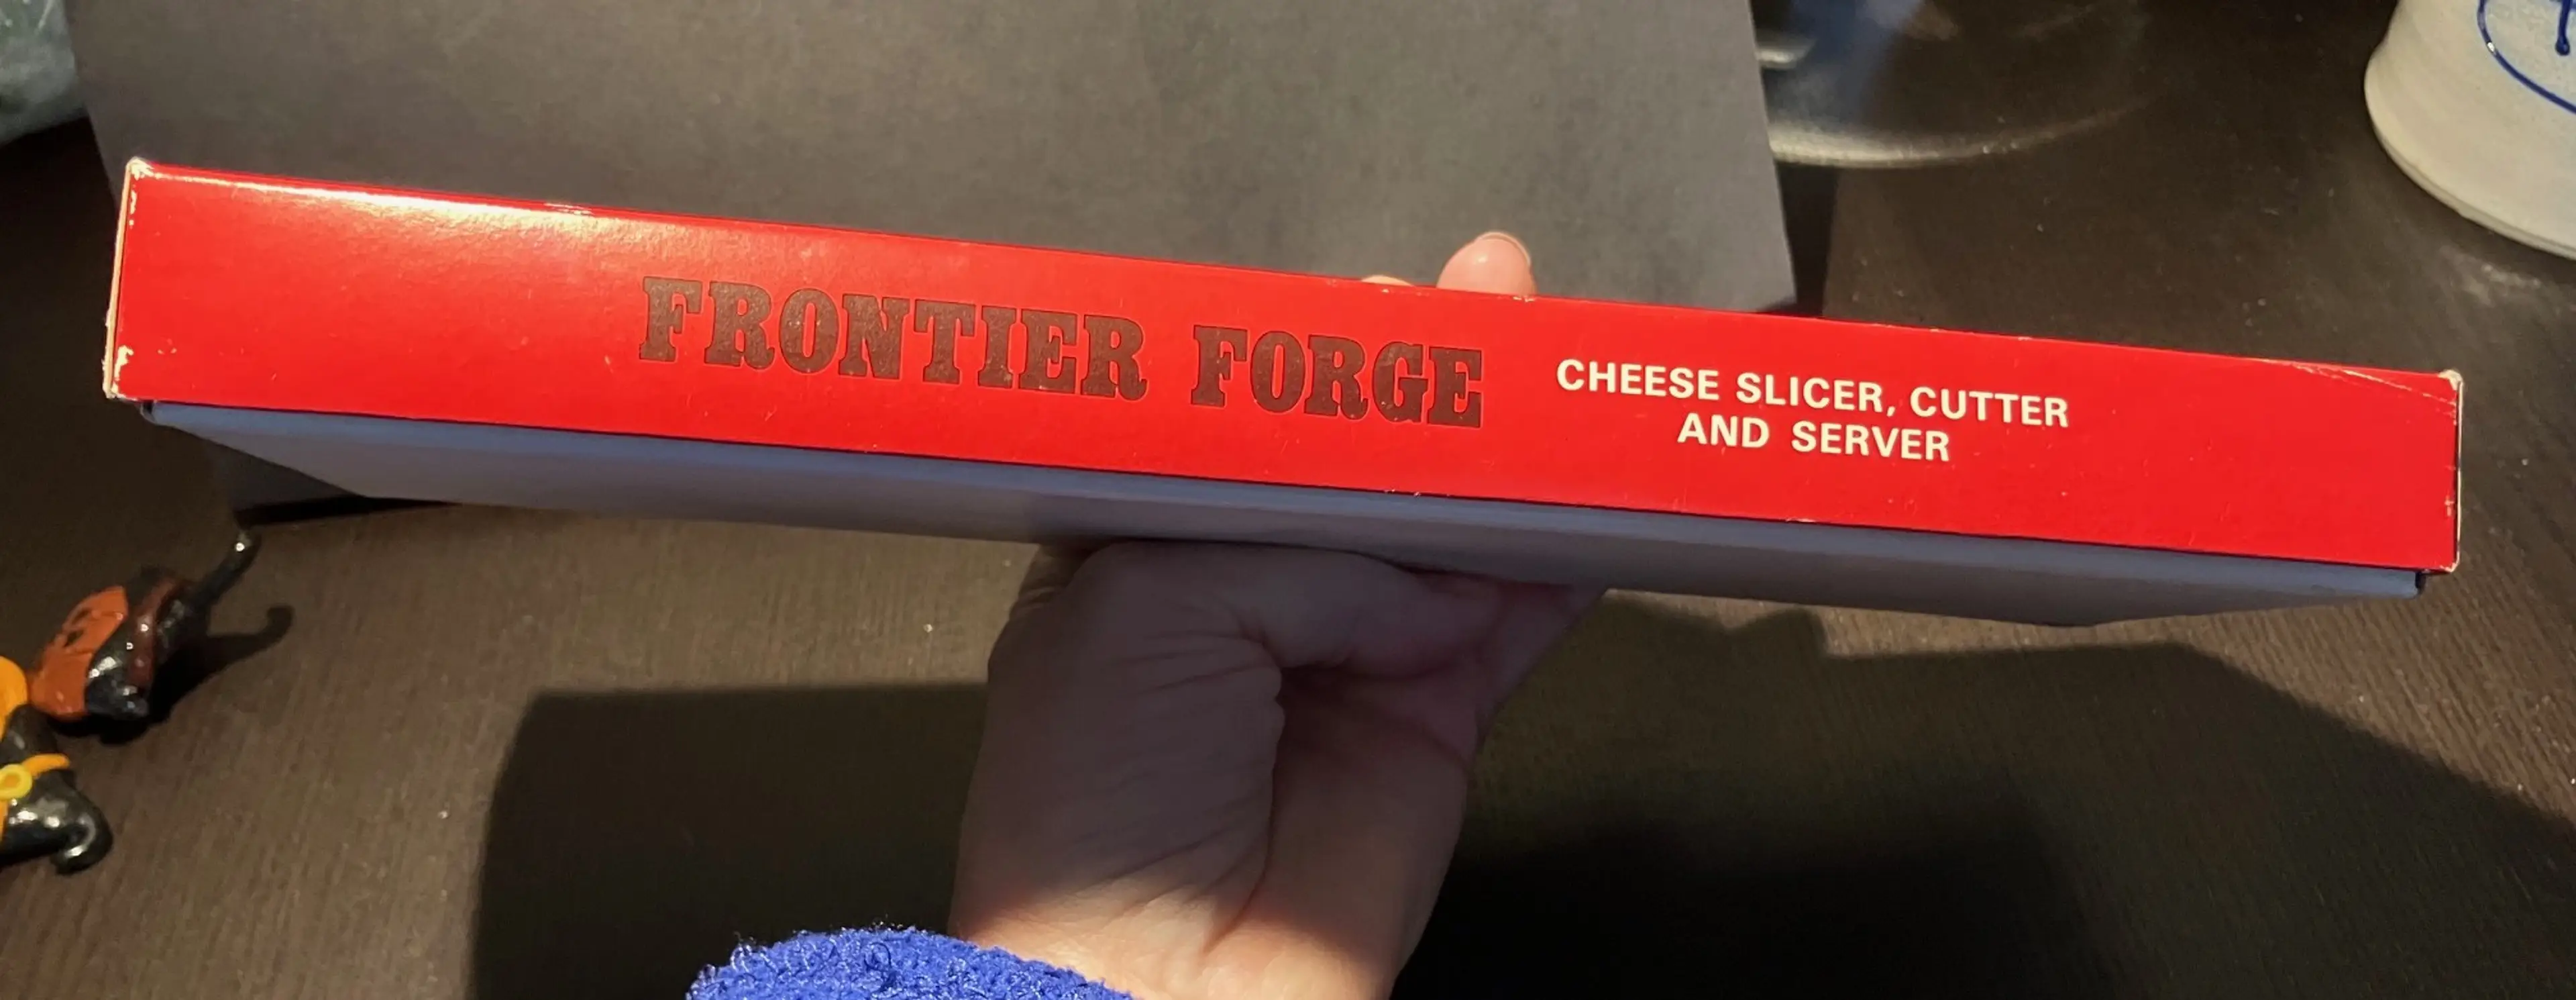 FRONTIER FORGE
CHEESE SLICER, CUTTER
AND SERVER